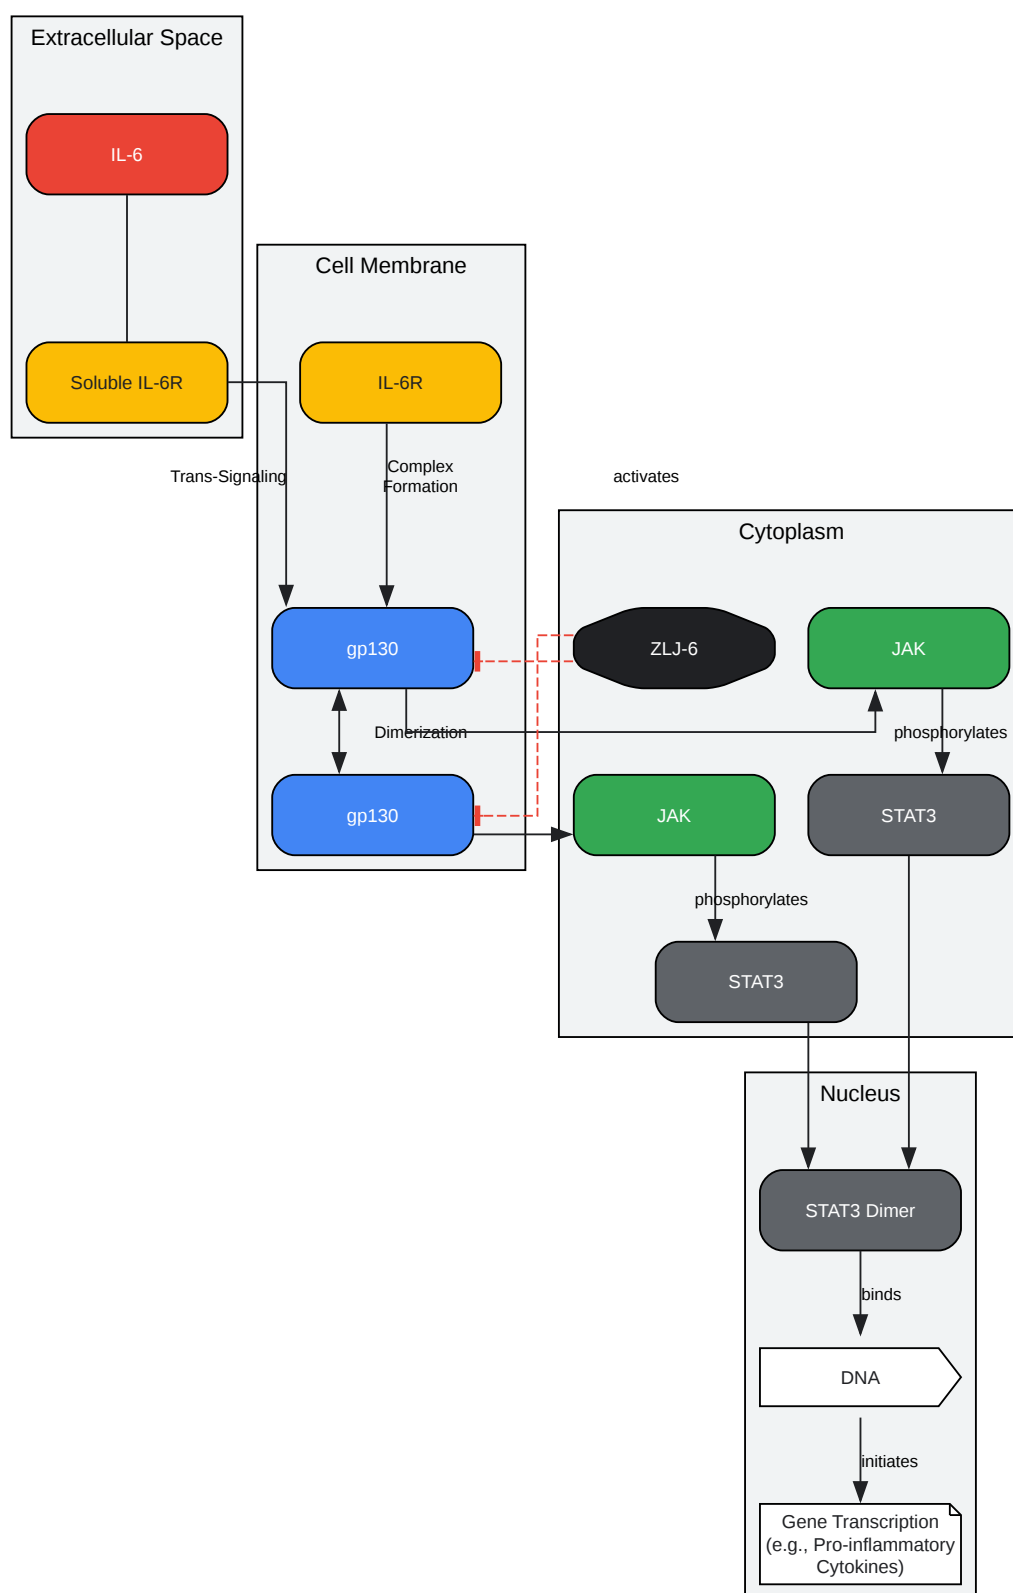 Extracellular Space
IL-6
Cell Membrane
Soluble IL-6R
IL-6R
Trans-Signaling
Complex
Formation
activates
Cytoplasm
gp130
ZLJ-6
JAK
Dimerization
phosphorylates
gp130
JAK
STAT3
phosphorylates
STAT3
Nucleus
STAT3 Dimer
binds
DNA
initiates
Gene Transcription
(e.g., Pro-inflammatory
Cytokines)